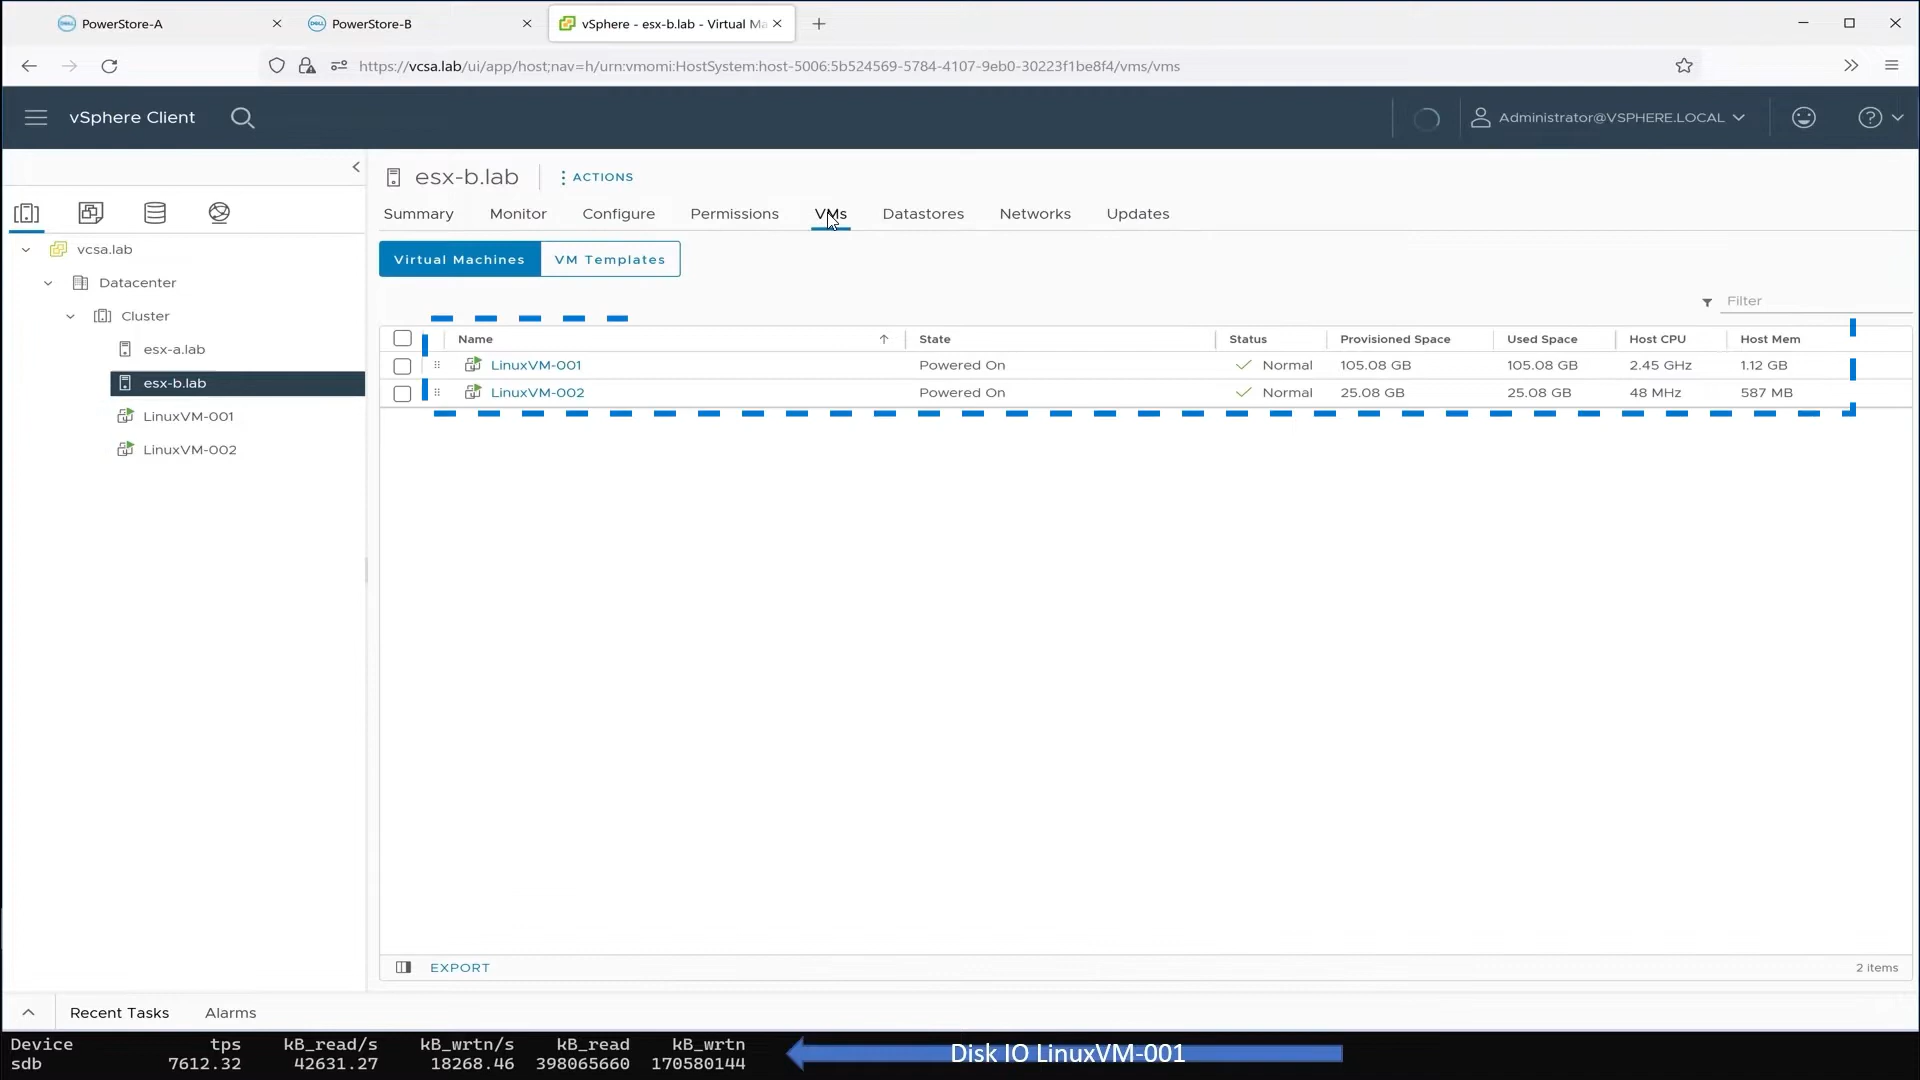 PowerStore-A
PowerStore-B
vSphere - esx-b.lab - Virtual Ma
https://vcsa.lab/ui/app/host;nav=h/urn:vmomi:HostSystem:host-5006:5b524569-5784-4107-9eb0-30223f1be8f4/vms/vms
vSphere Client
Administrator@VSPHERE.LOCAL
esx-b.lab
ACTIONS
Summary Monitor Configure Permissions VMs Datastores Networks Updates
vcsa.lab
Datacenter
Cluster
esx-a.lab
esx-b.lab
LinuxVM-001
LinuxVM-002
Virtual Machines VM Templates
Filter
Name State Status Provisioned Space Used Space Host CPU Host Mem
LinuxVM-001 Powered On Normal 105.08 GB 105.08 GB 2.45 GHz 1.12 GB
LinuxVM-002 Powered On Normal 25.08 GB 25.08 GB 48 MHz 587 MB
EXPORT
2 items
Recent Tasks Alarms
Device tps kB_read/s kB_wrtn/s kB_read kB_wrtn
sdb 7612.32 42631.27 18268.46 398065660 170580144
Disk IO LinuxVM-001